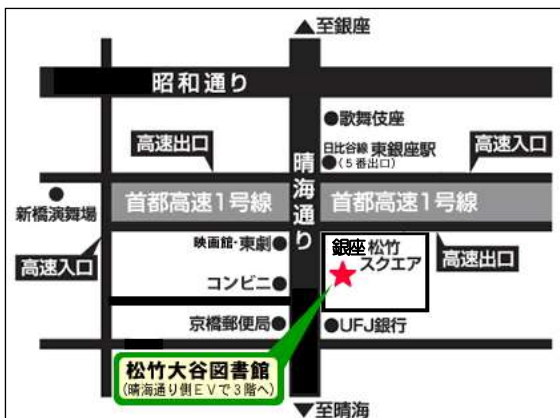 ▲至銀座
昭和通り
●歌舞伎座
高速出口
日比谷線 東銀座駅
●(5番出口)
高速入口
晴海通り
首都高速1号線
首都高速1号線
●
新橋演舞場
映画館・東劇●
銀座 松竹
スクエア
高速入口
高速出口
コンビニ●
京橋郵便局●
●UFJ銀行
松竹大谷図書館
(晴海通り側EVで3階へ)
▼至晴海